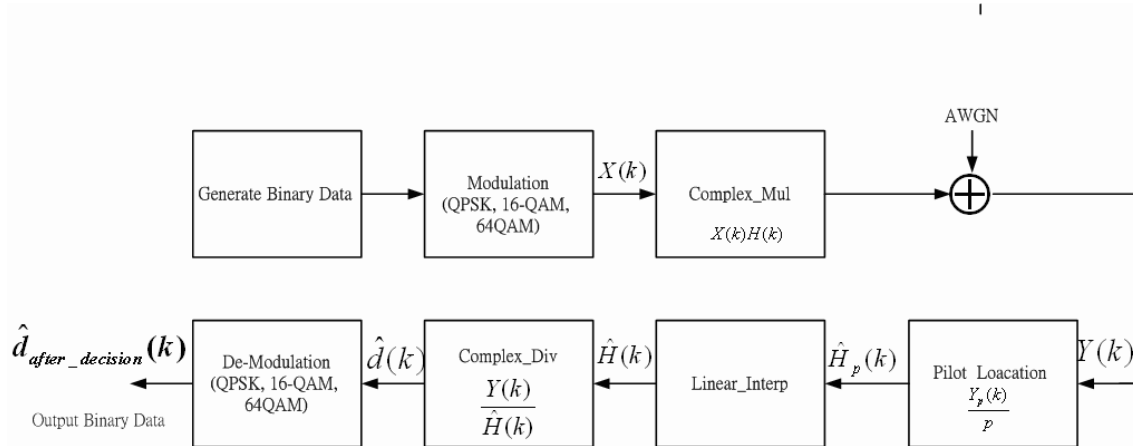 AWGN
Generate Binary Data
Modulation
(QPSK, 16-QAM,
64QAM)
X(k)
Complex_Mul
X(k)H(k)
d̂after_decision(k)
Output Binary Data
De-Modulation
(QPSK, 16-QAM,
64QAM)
d̂(k)
Complex_Div
Y(k)
Ĥ(k)
Ĥ(k)
Linear_Interp
Ĥp(k)
Pilot Loacation
Yp(k)
p
Y(k)